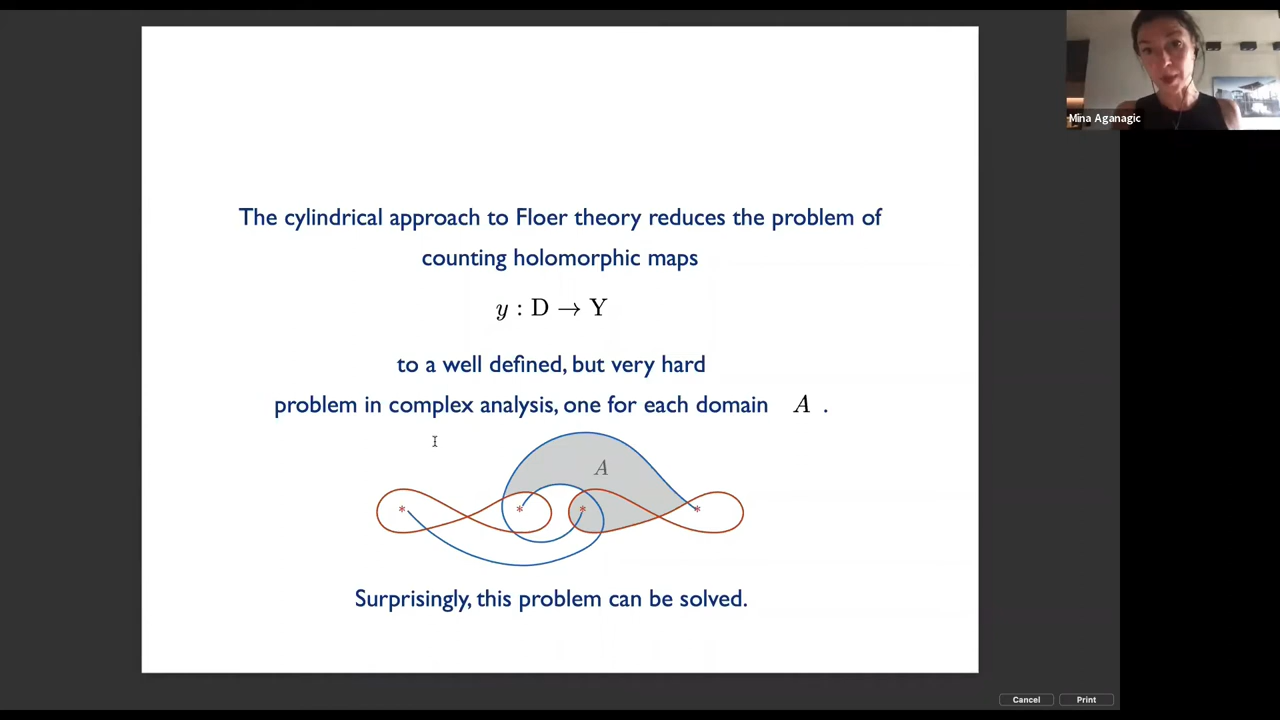 Mina Aganagic
The cylindrical approach to Floer theory reduces the problem of
counting holomorphic maps
y : D → Y
to a well defined, but very hard
problem in complex analysis, one for each domain A .
A
* * * *
Surprisingly, this problem can be solved.
Cancel Print